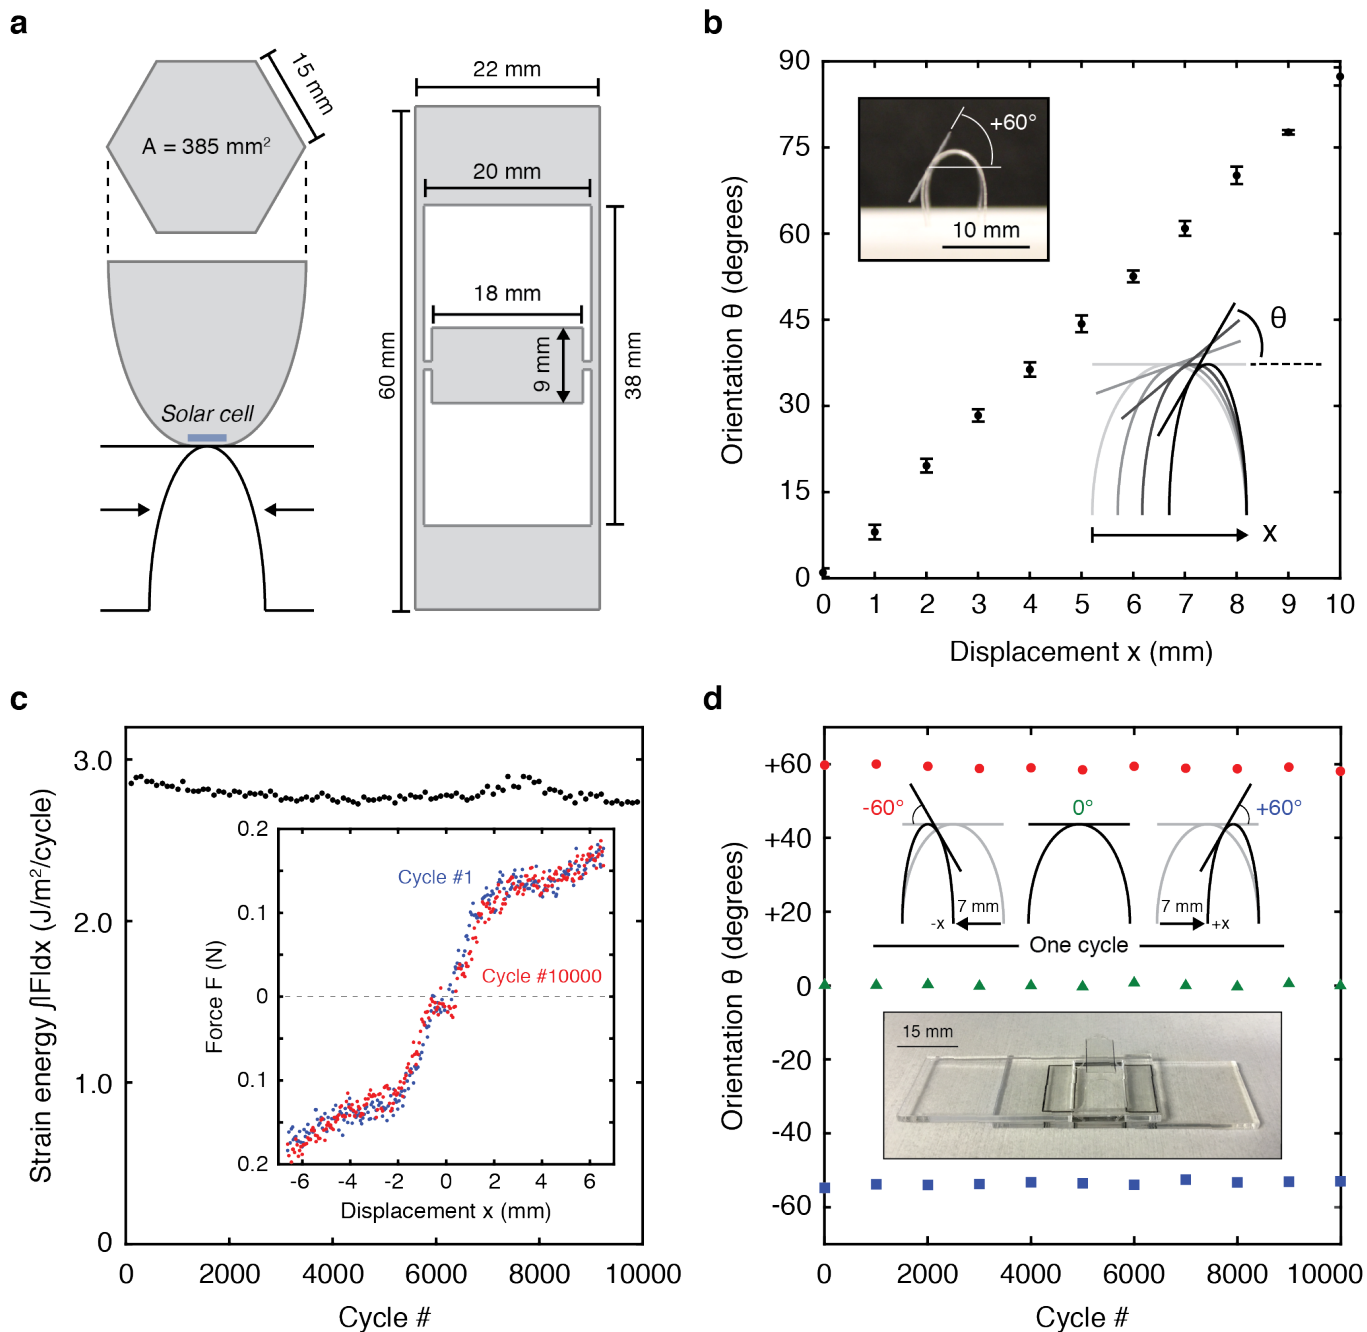 a
15 mm
A = 385 mm²
Solar cell
22 mm
20 mm
18 mm
9 mm
38 mm
60 mm
b
Orientation θ (degrees)
90
75
60
45
30
15
0
0 1 2 3 4 5 6 7 8 9 10
Displacement x (mm)
+60°
10 mm
θ
x
c
Strain energy ∫|F|dx (J/m²/cycle)
3.0
2.0
1.0
0
0 2000 4000 6000 8000 10000
Cycle #
Force F (N)
0.2
0.1
0
0.1
0.2
Cycle #1
Cycle #10000
-6 -4 -2 0 2 4 6
Displacement x (mm)
d
Orientation θ (degrees)
+60
+40
+20
0
-20
-40
-60
-60° 0° +60°
7 mm 7 mm
-x +x
One cycle
15 mm
0 2000 4000 6000 8000 10000
Cycle #